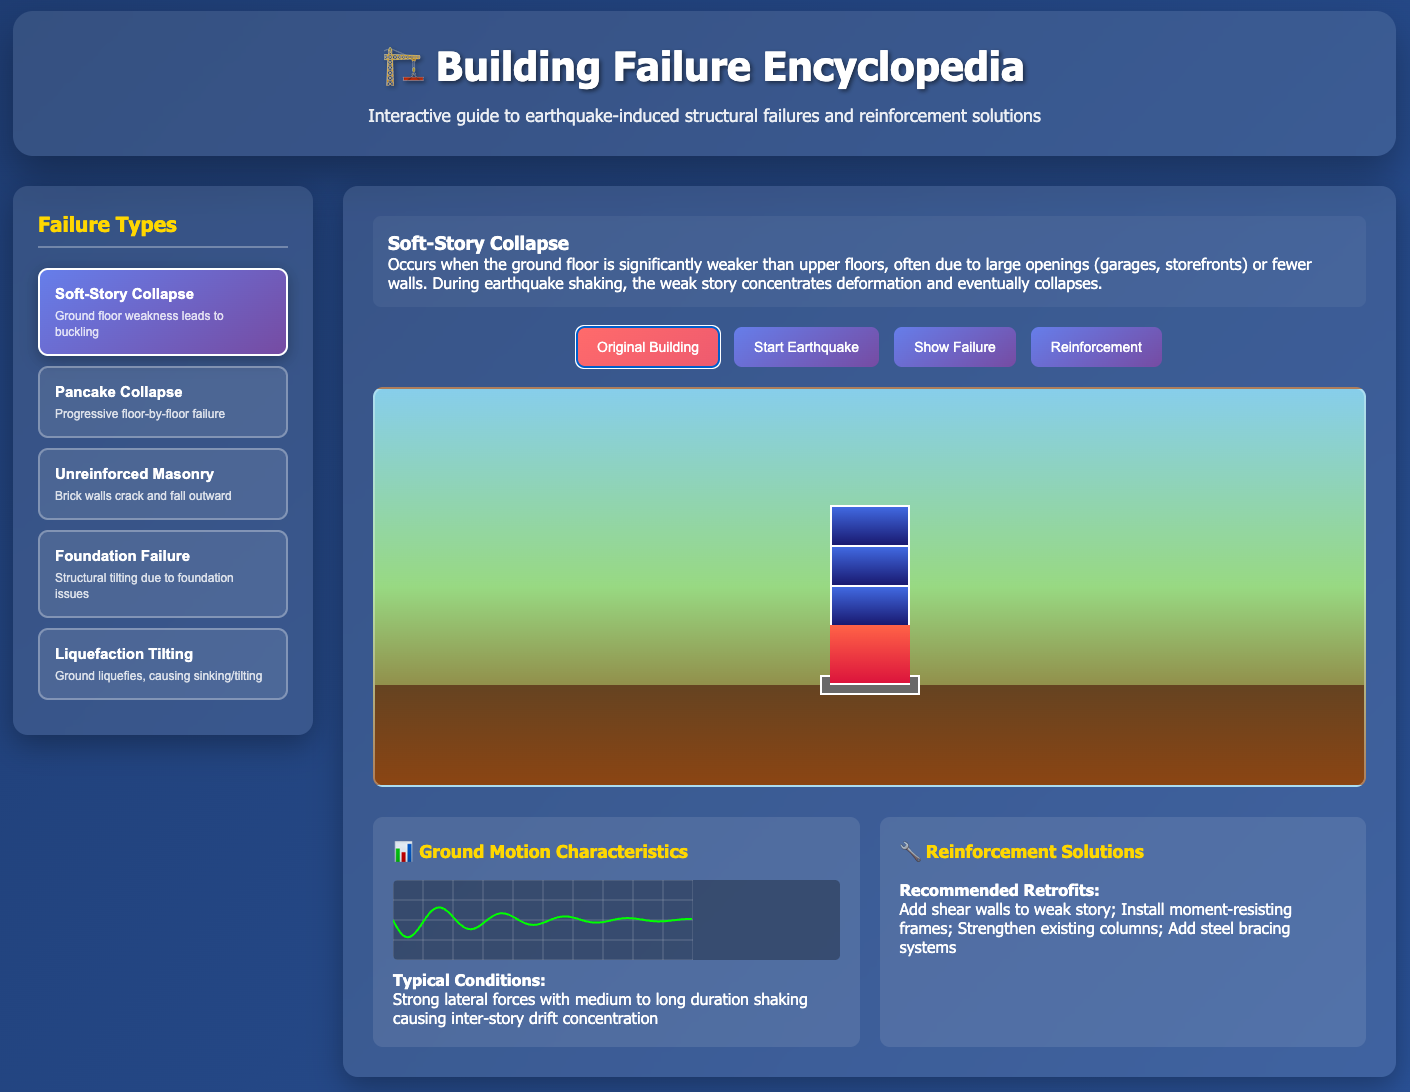 Building Failure Encyclopedia
Interactive guide to earthquake-induced structural failures and reinforcement solutions
Failure Types
Soft-Story Collapse
Ground floor weakness leads to
buckling
Pancake Collapse
Progressive floor-by-floor failure
Unreinforced Masonry
Brick walls crack and fall outward
Foundation Failure
Structural tilting due to foundation
issues
Liquefaction Tilting
Ground liquefies, causing sinking/tilting
Soft-Story Collapse
Occurs when the ground floor is significantly weaker than upper floors, often due to large openings (garages, storefronts) or fewer
walls. During earthquake shaking, the weak story concentrates deformation and eventually collapses.
Original Building
Start Earthquake
Show Failure
Reinforcement
Ground Motion Characteristics
Typical Conditions:
Strong lateral forces with medium to long duration shaking
causing inter-story drift concentration
Reinforcement Solutions
Recommended Retrofits:
Add shear walls to weak story; Install moment-resisting
frames; Strengthen existing columns; Add steel bracing
systems